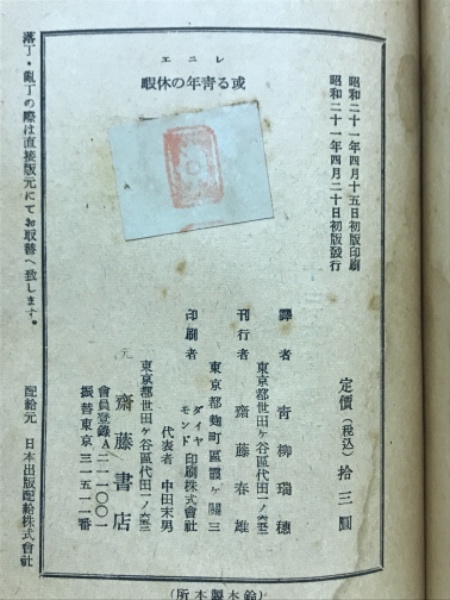 レニエ
或る青年の休暇
昭和二十一年四月十五日初版印刷
昭和二十一年四月二十日初版發行
定價(税込)拾三圓
譯者 青柳瑞穂
東京都世田ヶ谷區代田一ノ
刊行者 齋藤春雄
東京都麹町區霞ヶ關三
印刷者 ダイヤモンド印刷株式會社
代表者 中田末男
東京都世田ヶ谷區代田一ノ
元 齋藤書店
會員登錄A二一一〇〇一
振替東京三一五一一番
落丁・亂丁の際は直接版元にてお取替へ致します。
配給元 日本出版配給株式會社
(鈴木製本所)